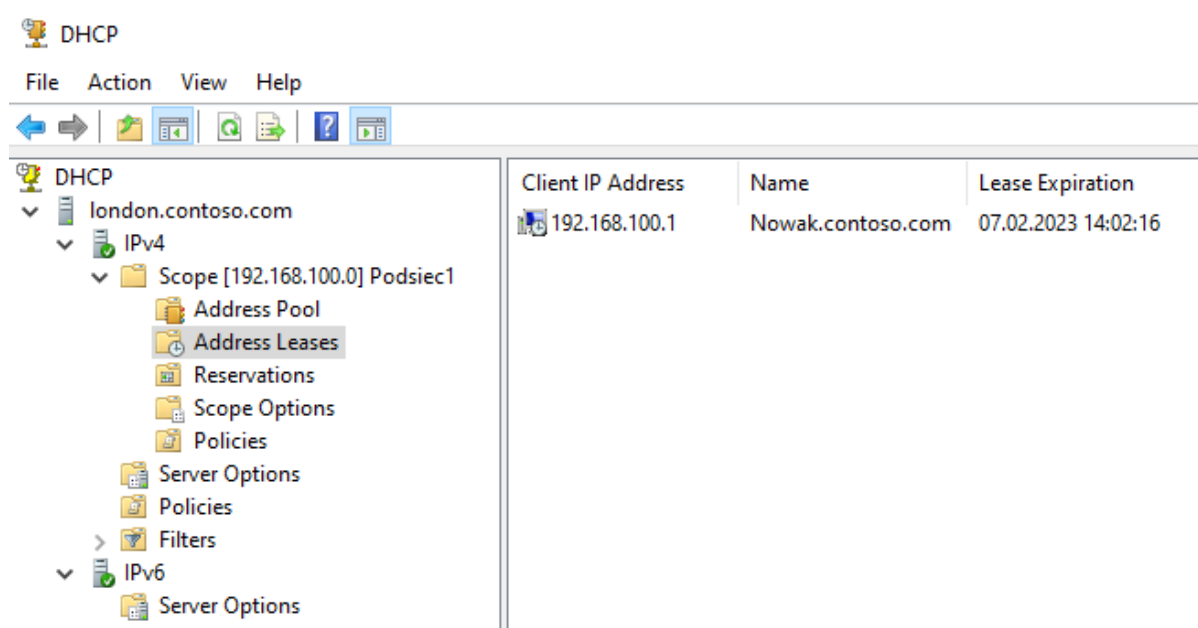 DHCP
File Action View Help
DHCP
london.contoso.com
IPv4
Scope [192.168.100.0] Podsiec1
Address Pool
Address Leases
Reservations
Scope Options
Policies
Server Options
Policies
Filters
IPv6
Server Options
Client IP Address Name Lease Expiration
192.168.100.1 Nowak.contoso.com 07.02.2023 14:02:16